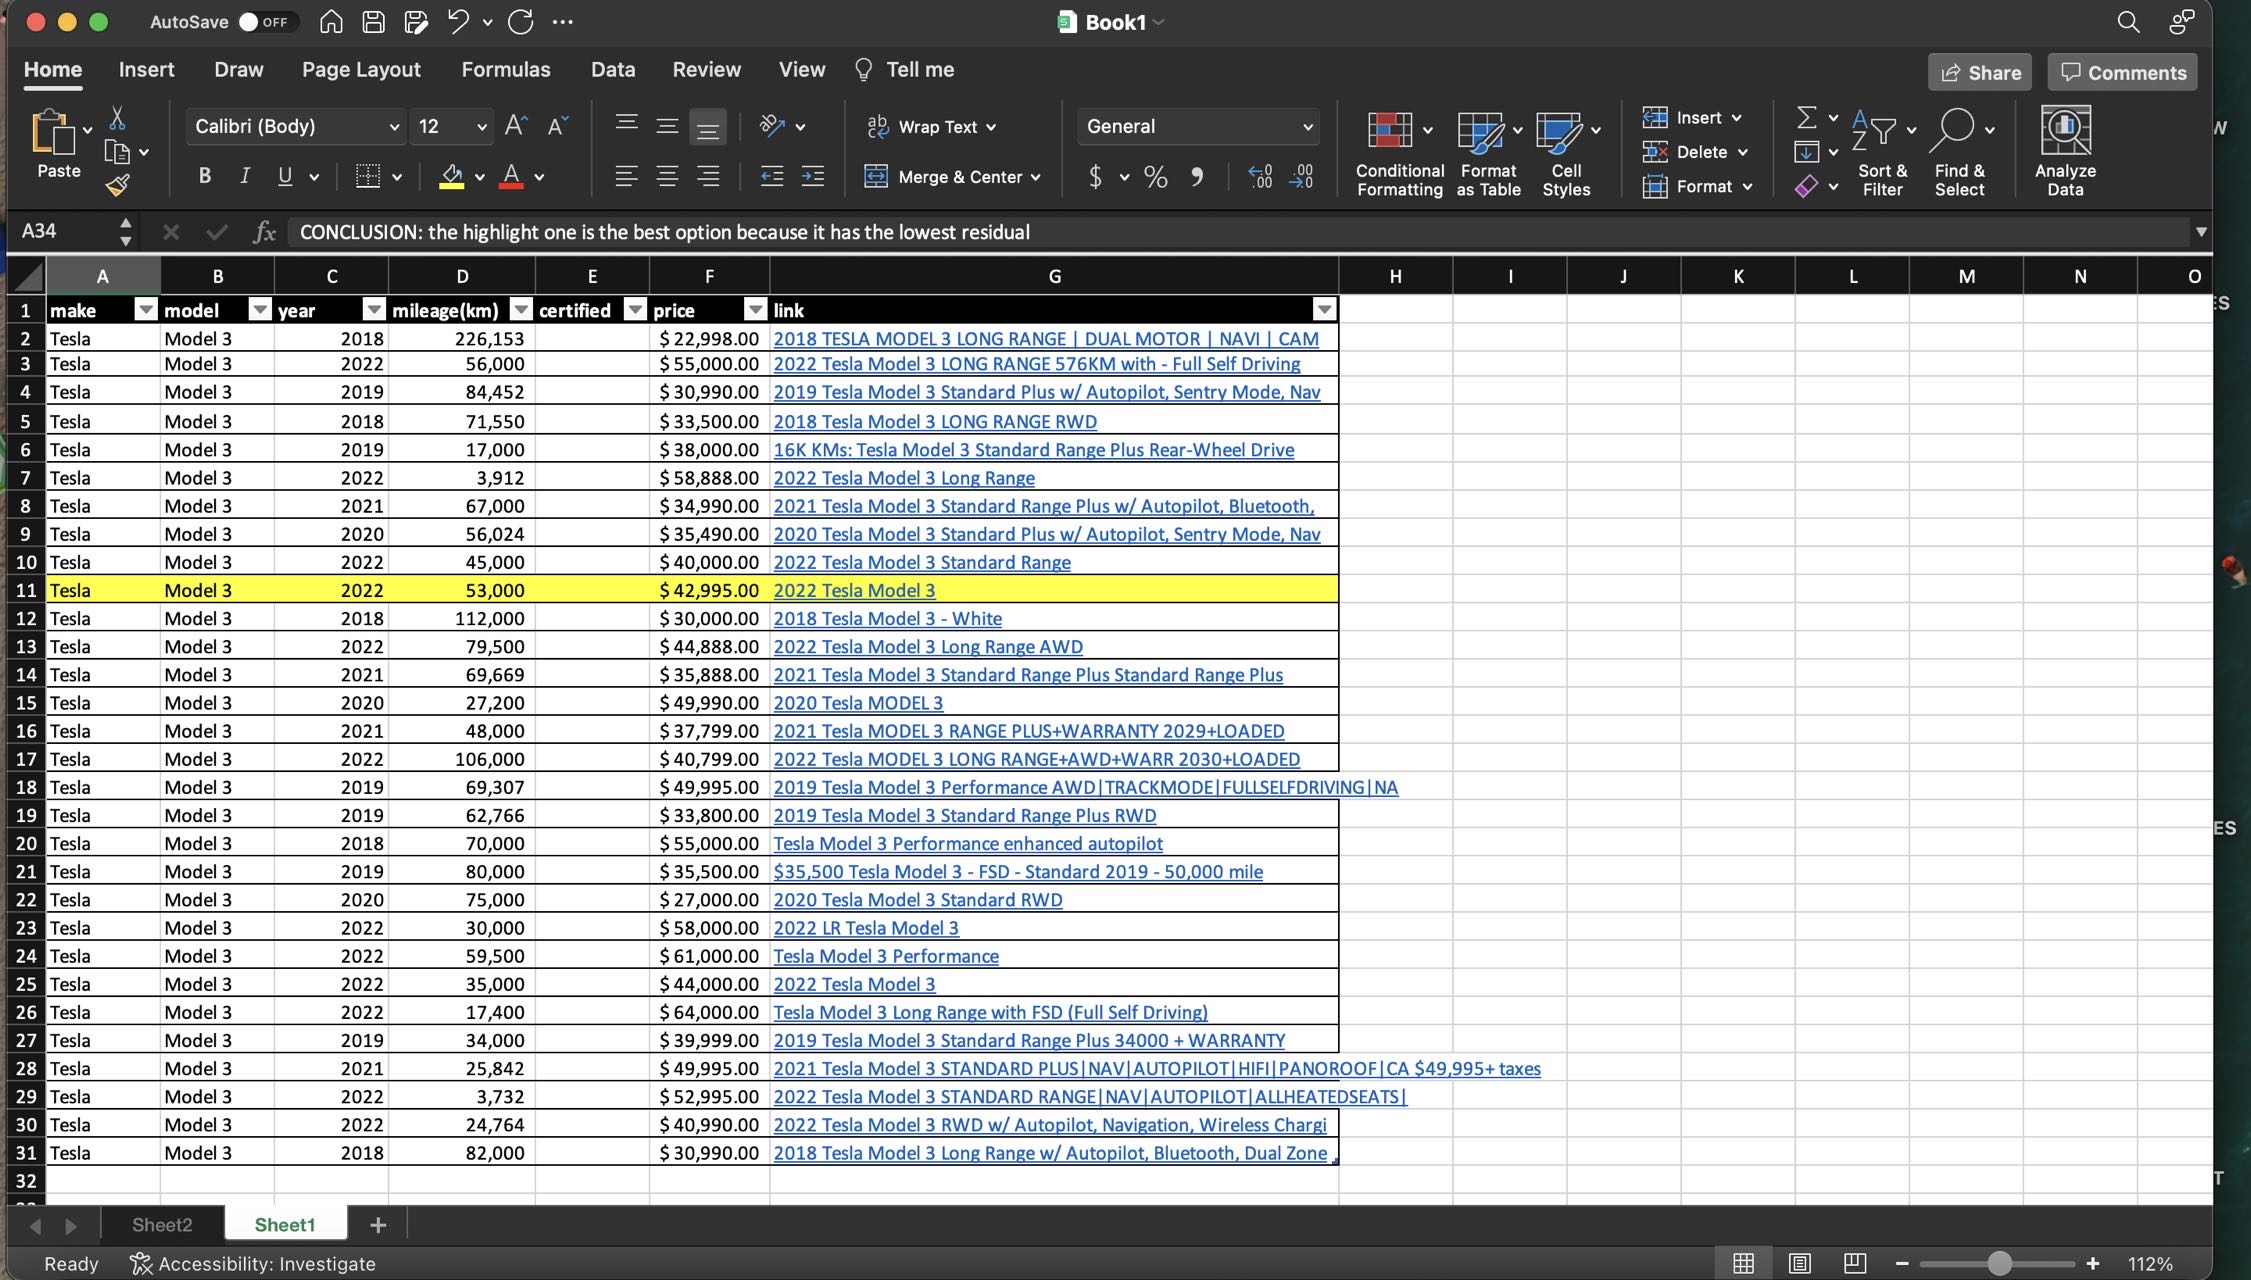 AutoSave OFF Book1
Home Insert Draw Page Layout Formulas Data Review View Tell me Share Comments
Paste Calibri (Body) 12 Wrap Text General Insert
B I U Merge & Center $ % Conditional Formatting Format as Table Cell Styles Delete Format Sort & Filter Find & Select Analyze Data
A34 fx CONCLUSION: the highlight one is the best option because it has the lowest residual
A B C D E F G H I J K L M N O
1 make model year mileage(km) certified price link
2 Tesla Model 3 2018 226,153 $ 22,998.00 2018 TESLA MODEL 3 LONG RANGE | DUAL MOTOR | NAVI | CAM
3 Tesla Model 3 2022 56,000 $ 55,000.00 2022 Tesla Model 3 LONG RANGE 576KM with - Full Self Driving
4 Tesla Model 3 2019 84,452 $ 30,990.00 2019 Tesla Model 3 Standard Plus w/ Autopilot, Sentry Mode, Nav
5 Tesla Model 3 2018 71,550 $ 33,500.00 2018 Tesla Model 3 LONG RANGE RWD
6 Tesla Model 3 2019 17,000 $ 38,000.00 16K KMs: Tesla Model 3 Standard Range Plus Rear-Wheel Drive
7 Tesla Model 3 2022 3,912 $ 58,888.00 2022 Tesla Model 3 Long Range
8 Tesla Model 3 2021 67,000 $ 34,990.00 2021 Tesla Model 3 Standard Range Plus w/ Autopilot, Bluetooth,
9 Tesla Model 3 2020 56,024 $ 35,490.00 2020 Tesla Model 3 Standard Plus w/ Autopilot, Sentry Mode, Nav
10 Tesla Model 3 2022 45,000 $ 40,000.00 2022 Tesla Model 3 Standard Range
11 Tesla Model 3 2022 53,000 $ 42,995.00 2022 Tesla Model 3
12 Tesla Model 3 2018 112,000 $ 30,000.00 2018 Tesla Model 3 - White
13 Tesla Model 3 2022 79,500 $ 44,888.00 2022 Tesla Model 3 Long Range AWD
14 Tesla Model 3 2021 69,669 $ 35,888.00 2021 Tesla Model 3 Standard Range Plus Standard Range Plus
15 Tesla Model 3 2020 27,200 $ 49,990.00 2020 Tesla MODEL 3
16 Tesla Model 3 2021 48,000 $ 37,799.00 2021 Tesla MODEL 3 RANGE PLUS+WARRANTY 2029+LOADED
17 Tesla Model 3 2022 106,000 $ 40,799.00 2022 Tesla MODEL 3 LONG RANGE+AWD+WARR 2030+LOADED
18 Tesla Model 3 2019 69,307 $ 49,995.00 2019 Tesla Model 3 Performance AWD|TRACKMODE|FULLSELFDRIVING|NA
19 Tesla Model 3 2019 62,766 $ 33,800.00 2019 Tesla Model 3 Standard Range Plus RWD
20 Tesla Model 3 2018 70,000 $ 55,000.00 Tesla Model 3 Performance enhanced autopilot
21 Tesla Model 3 2019 80,000 $ 35,500.00 $35,500 Tesla Model 3 - FSD - Standard 2019 - 50,000 mile
22 Tesla Model 3 2020 75,000 $ 27,000.00 2020 Tesla Model 3 Standard RWD
23 Tesla Model 3 2022 30,000 $ 58,000.00 2022 LR Tesla Model 3
24 Tesla Model 3 2022 59,500 $ 61,000.00 Tesla Model 3 Performance
25 Tesla Model 3 2022 35,000 $ 44,000.00 2022 Tesla Model 3
26 Tesla Model 3 2022 17,400 $ 64,000.00 Tesla Model 3 Long Range with FSD (Full Self Driving)
27 Tesla Model 3 2019 34,000 $ 39,999.00 2019 Tesla Model 3 Standard Range Plus 34000 + WARRANTY
28 Tesla Model 3 2021 25,842 $ 49,995.00 2021 Tesla Model 3 STANDARD PLUS|NAV|AUTOPILOT|HIFI|PANOROOF|CA $49,995+ taxes
29 Tesla Model 3 2022 3,732 $ 52,995.00 2022 Tesla Model 3 STANDARD RANGE|NAV|AUTOPILOT|ALLHEATEDSEATS|
30 Tesla Model 3 2022 24,764 $ 40,990.00 2022 Tesla Model 3 RWD w/ Autopilot, Navigation, Wireless Chargi
31 Tesla Model 3 2018 82,000 $ 30,990.00 2018 Tesla Model 3 Long Range w/ Autopilot, Bluetooth, Dual Zone
32
Sheet2 Sheet1 +
Ready Accessibility: Investigate 112%